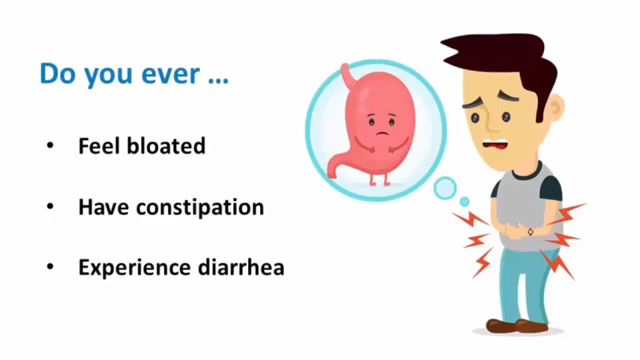 Do you ever ...
• Feel bloated
• Have constipation
• Experience diarrhea